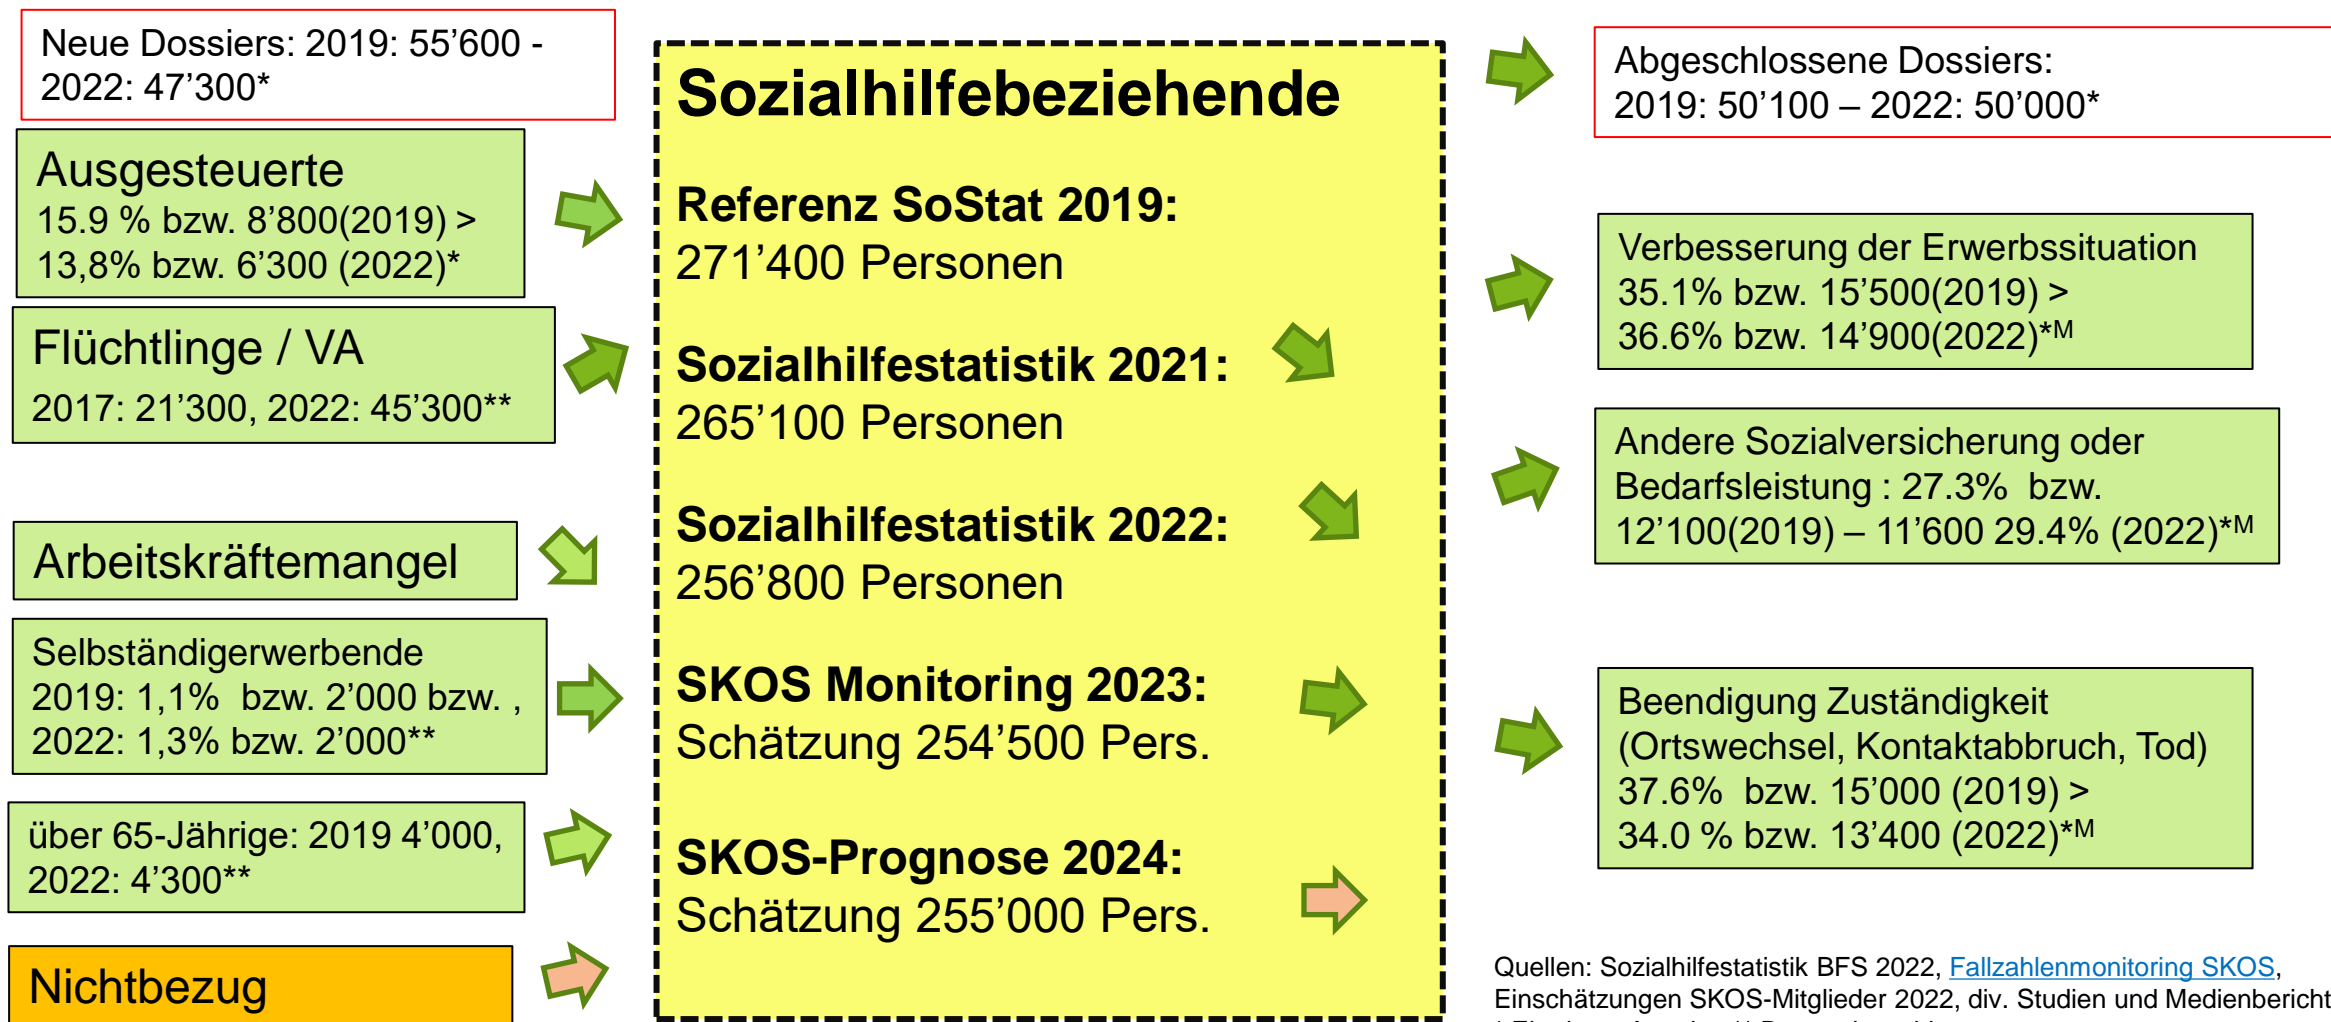 Neue Dossiers: 2019: 55’600 -
2022: 47’300*
Ausgesteuerte
15.9 % bzw. 8’800(2019) >
13,8% bzw. 6’300 (2022)*
Flüchtlinge / VA
2017: 21’300, 2022: 45’300**
Arbeitskräftemangel
Selbständigerwerbende
2019: 1,1%  bzw. 2’000 bzw. ,
2022: 1,3% bzw. 2’000**
über 65-Jährige: 2019 4’000,
2022: 4’300**
Nichtbezug
Sozialhilfebeziehende
Referenz SoStat 2019:
271’400 Personen
Sozialhilfestatistik 2021:
265’100 Personen
Sozialhilfestatistik 2022:
256’800 Personen
SKOS Monitoring 2023:
Schätzung 254’500 Pers.
SKOS-Prognose 2024:
Schätzung 255’000 Pers.
Abgeschlossene Dossiers:
2019: 50’100 – 2022: 50’000*
Verbesserung der Erwerbssituation
35.1% bzw. 15’500(2019) >
36.6% bzw. 14’900(2022)*M
Andere Sozialversicherung oder
Bedarfsleistung : 27.3%  bzw.
12’100(2019) – 11’600 29.4% (2022)*M
Beendigung Zuständigkeit
(Ortswechsel, Kontaktabbruch, Tod)
37.6%  bzw. 15’000 (2019) >
34.0 % bzw. 13’400 (2022)*M
Quellen: Sozialhilfestatistik BFS 2022, Fallzahlenmonitoring SKOS,
Einschätzungen SKOS-Mitglieder 2022, div. Studien und Medienbericht